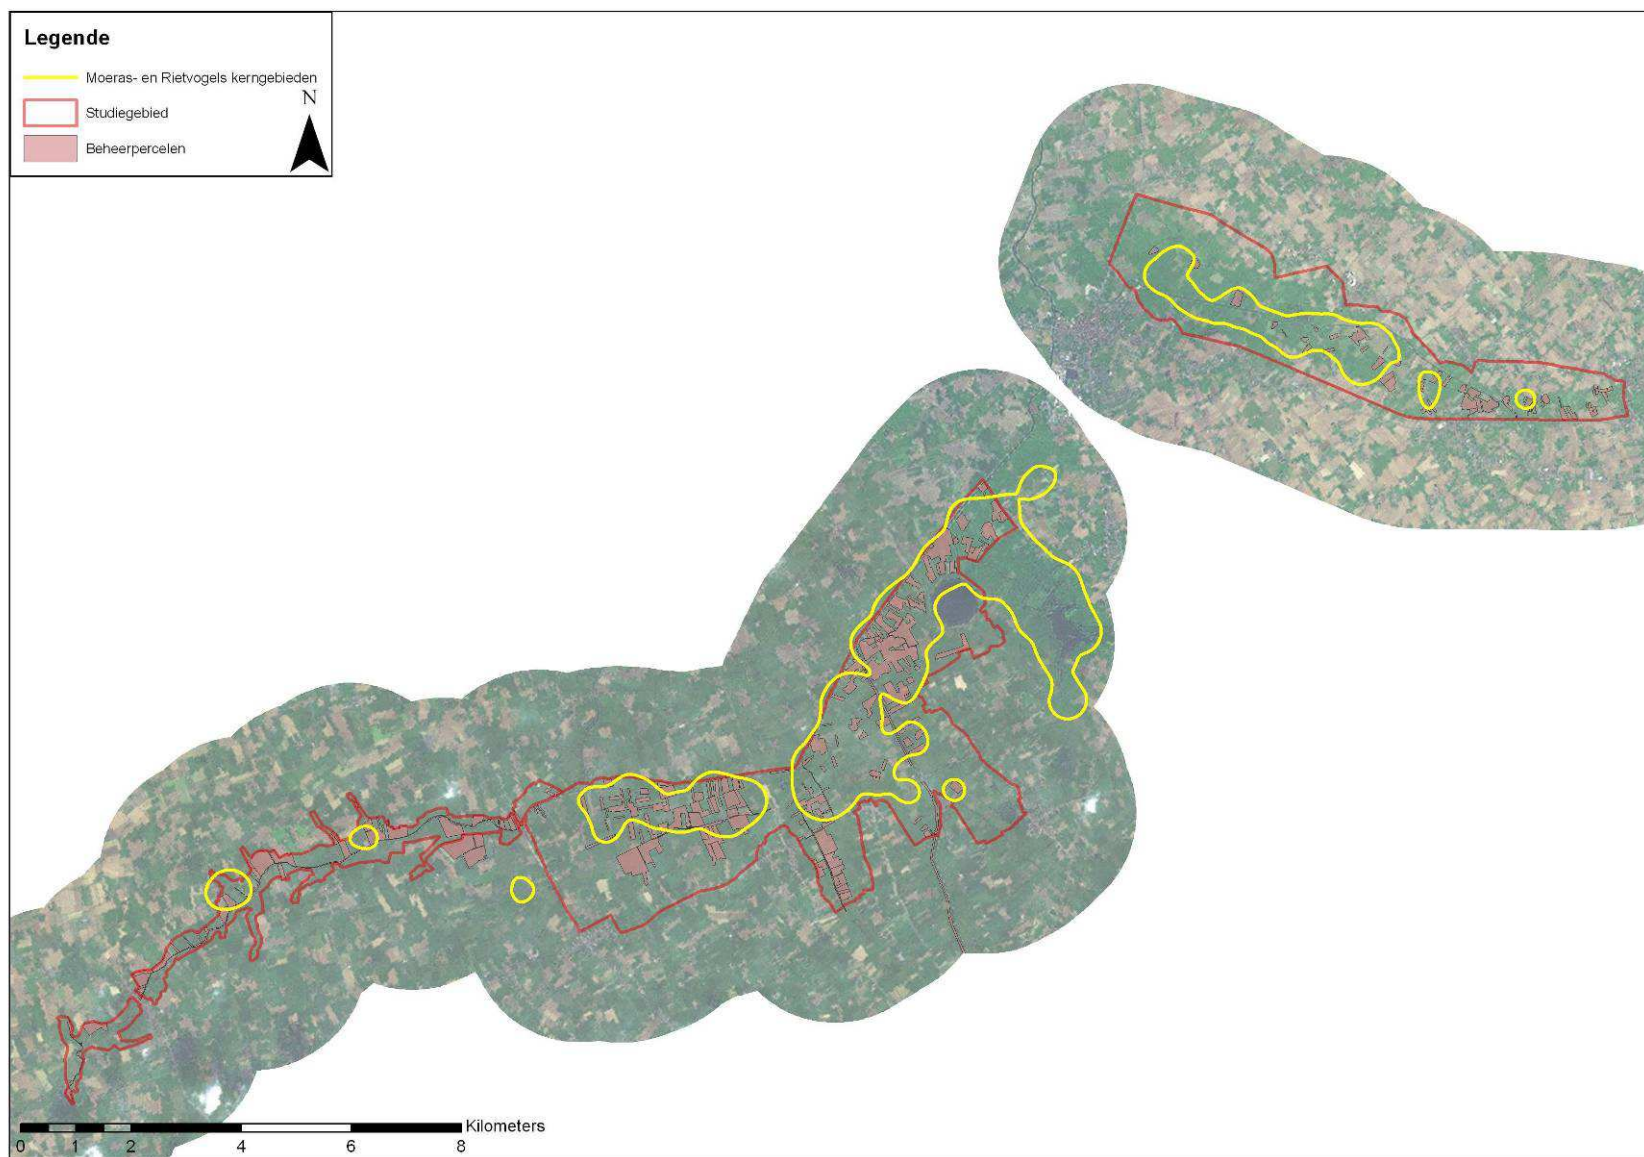 Legende
Moeras- en Rietvogels kerngebieden
N
Studiegebied
Beheerpercelen
Kilometers
0 1 2 4 6 8